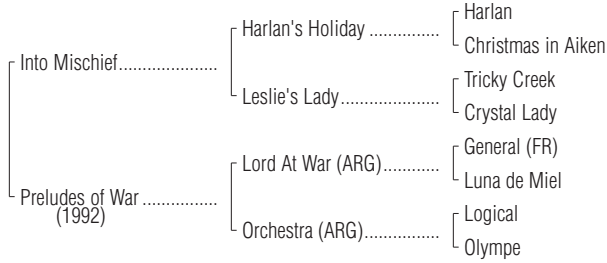 Harlan
Harlan's Holiday ................
Christmas in Aiken
Into Mischief.....................
Tricky Creek
Leslie's Lady.....................
Crystal Lady
General (FR)
Lord At War (ARG)............
Luna de Miel
Preludes of War ................
(1992)
Logical
Orchestra (ARG)................
Olympe